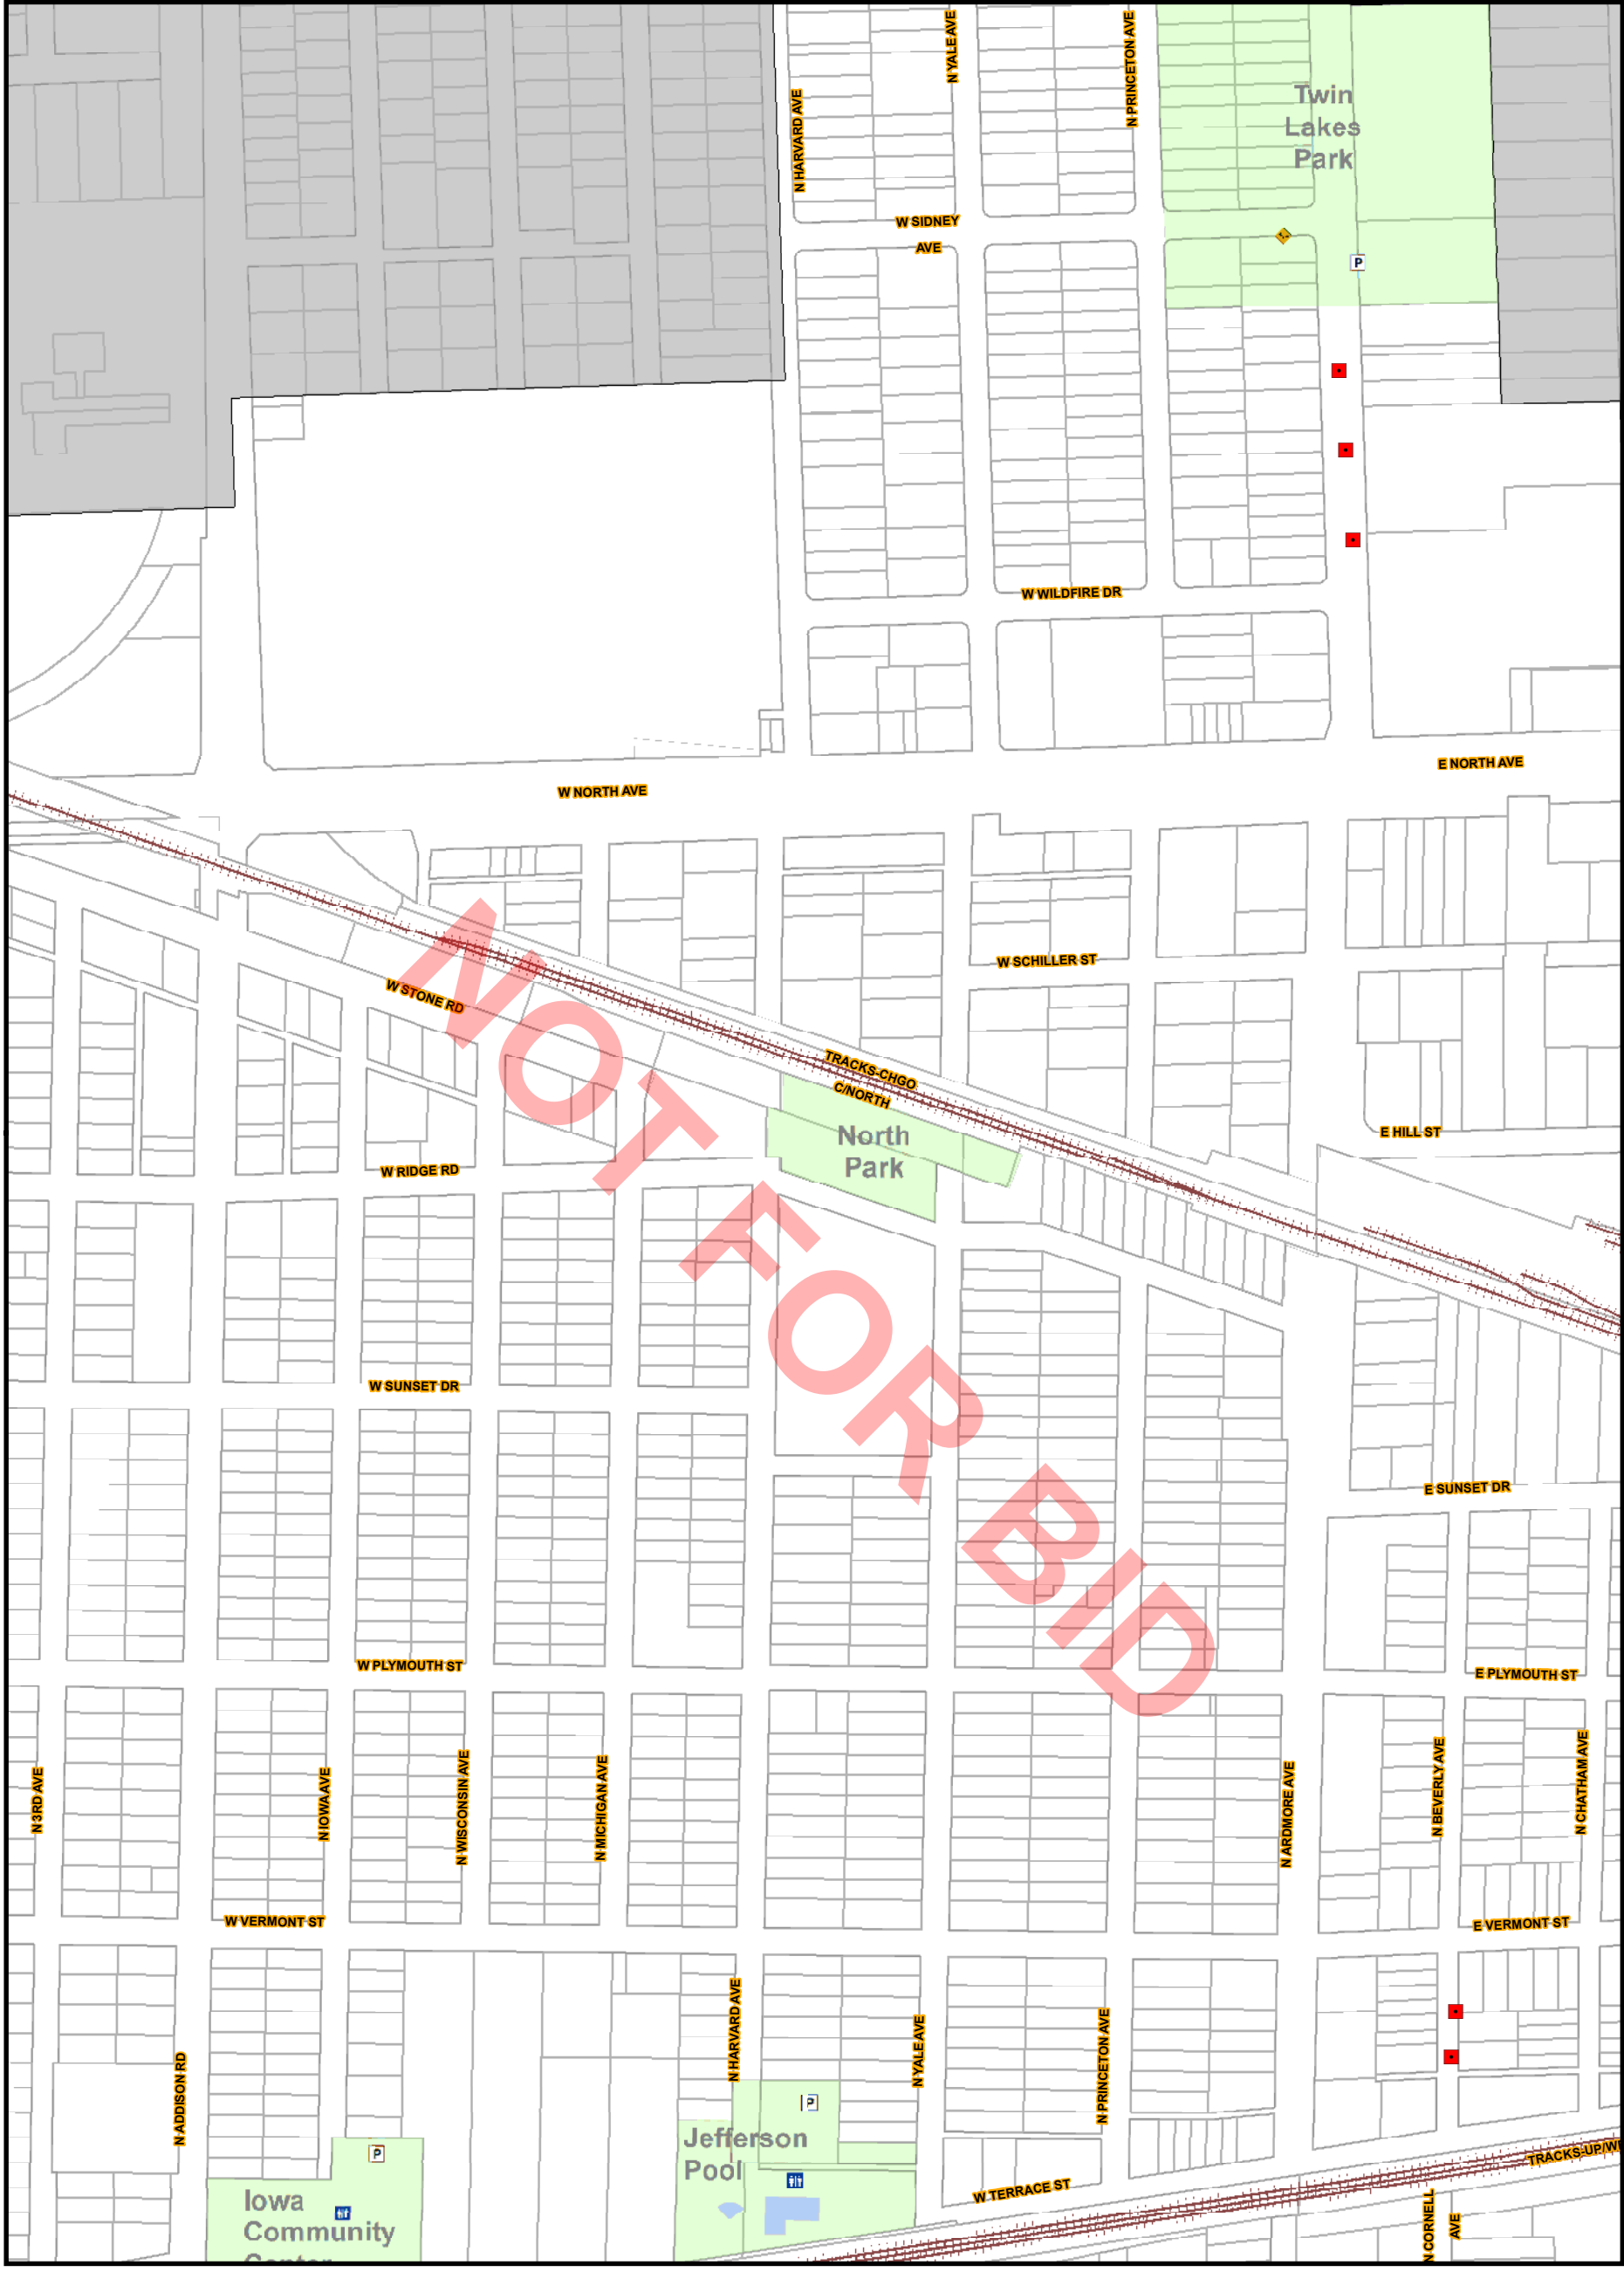 N YALE AVE
N PRINCETON AVE
N HARVARD AVE
Twin
Lakes
Park
W SIDNEY
AVE
P
W WILDFIRE DR
E NORTH AVE
W NORTH AVE
W SCHILLER ST
W STONE RD
TRACKS-CHGO
C/NORTH
North
Park
E HILL ST
W RIDGE RD
NOT FOR BID
W SUNSET DR
E SUNSET DR
W PLYMOUTH ST
E PLYMOUTH ST
N 3RD AVE
N IOWA AVE
N WISCONSIN AVE
N MICHIGAN AVE
N ARDMORE AVE
N BEVERLY AVE
N CHATHAM AVE
W VERMONT ST
E VERMONT ST
N ADDISON RD
N HARVARD AVE
N YALE AVE
N PRINCETON AVE
P
P
Jefferson
Pool
W TERRACE ST
TRACKS-UP/W
Iowa
Community
Center
N CORNELL
AVE